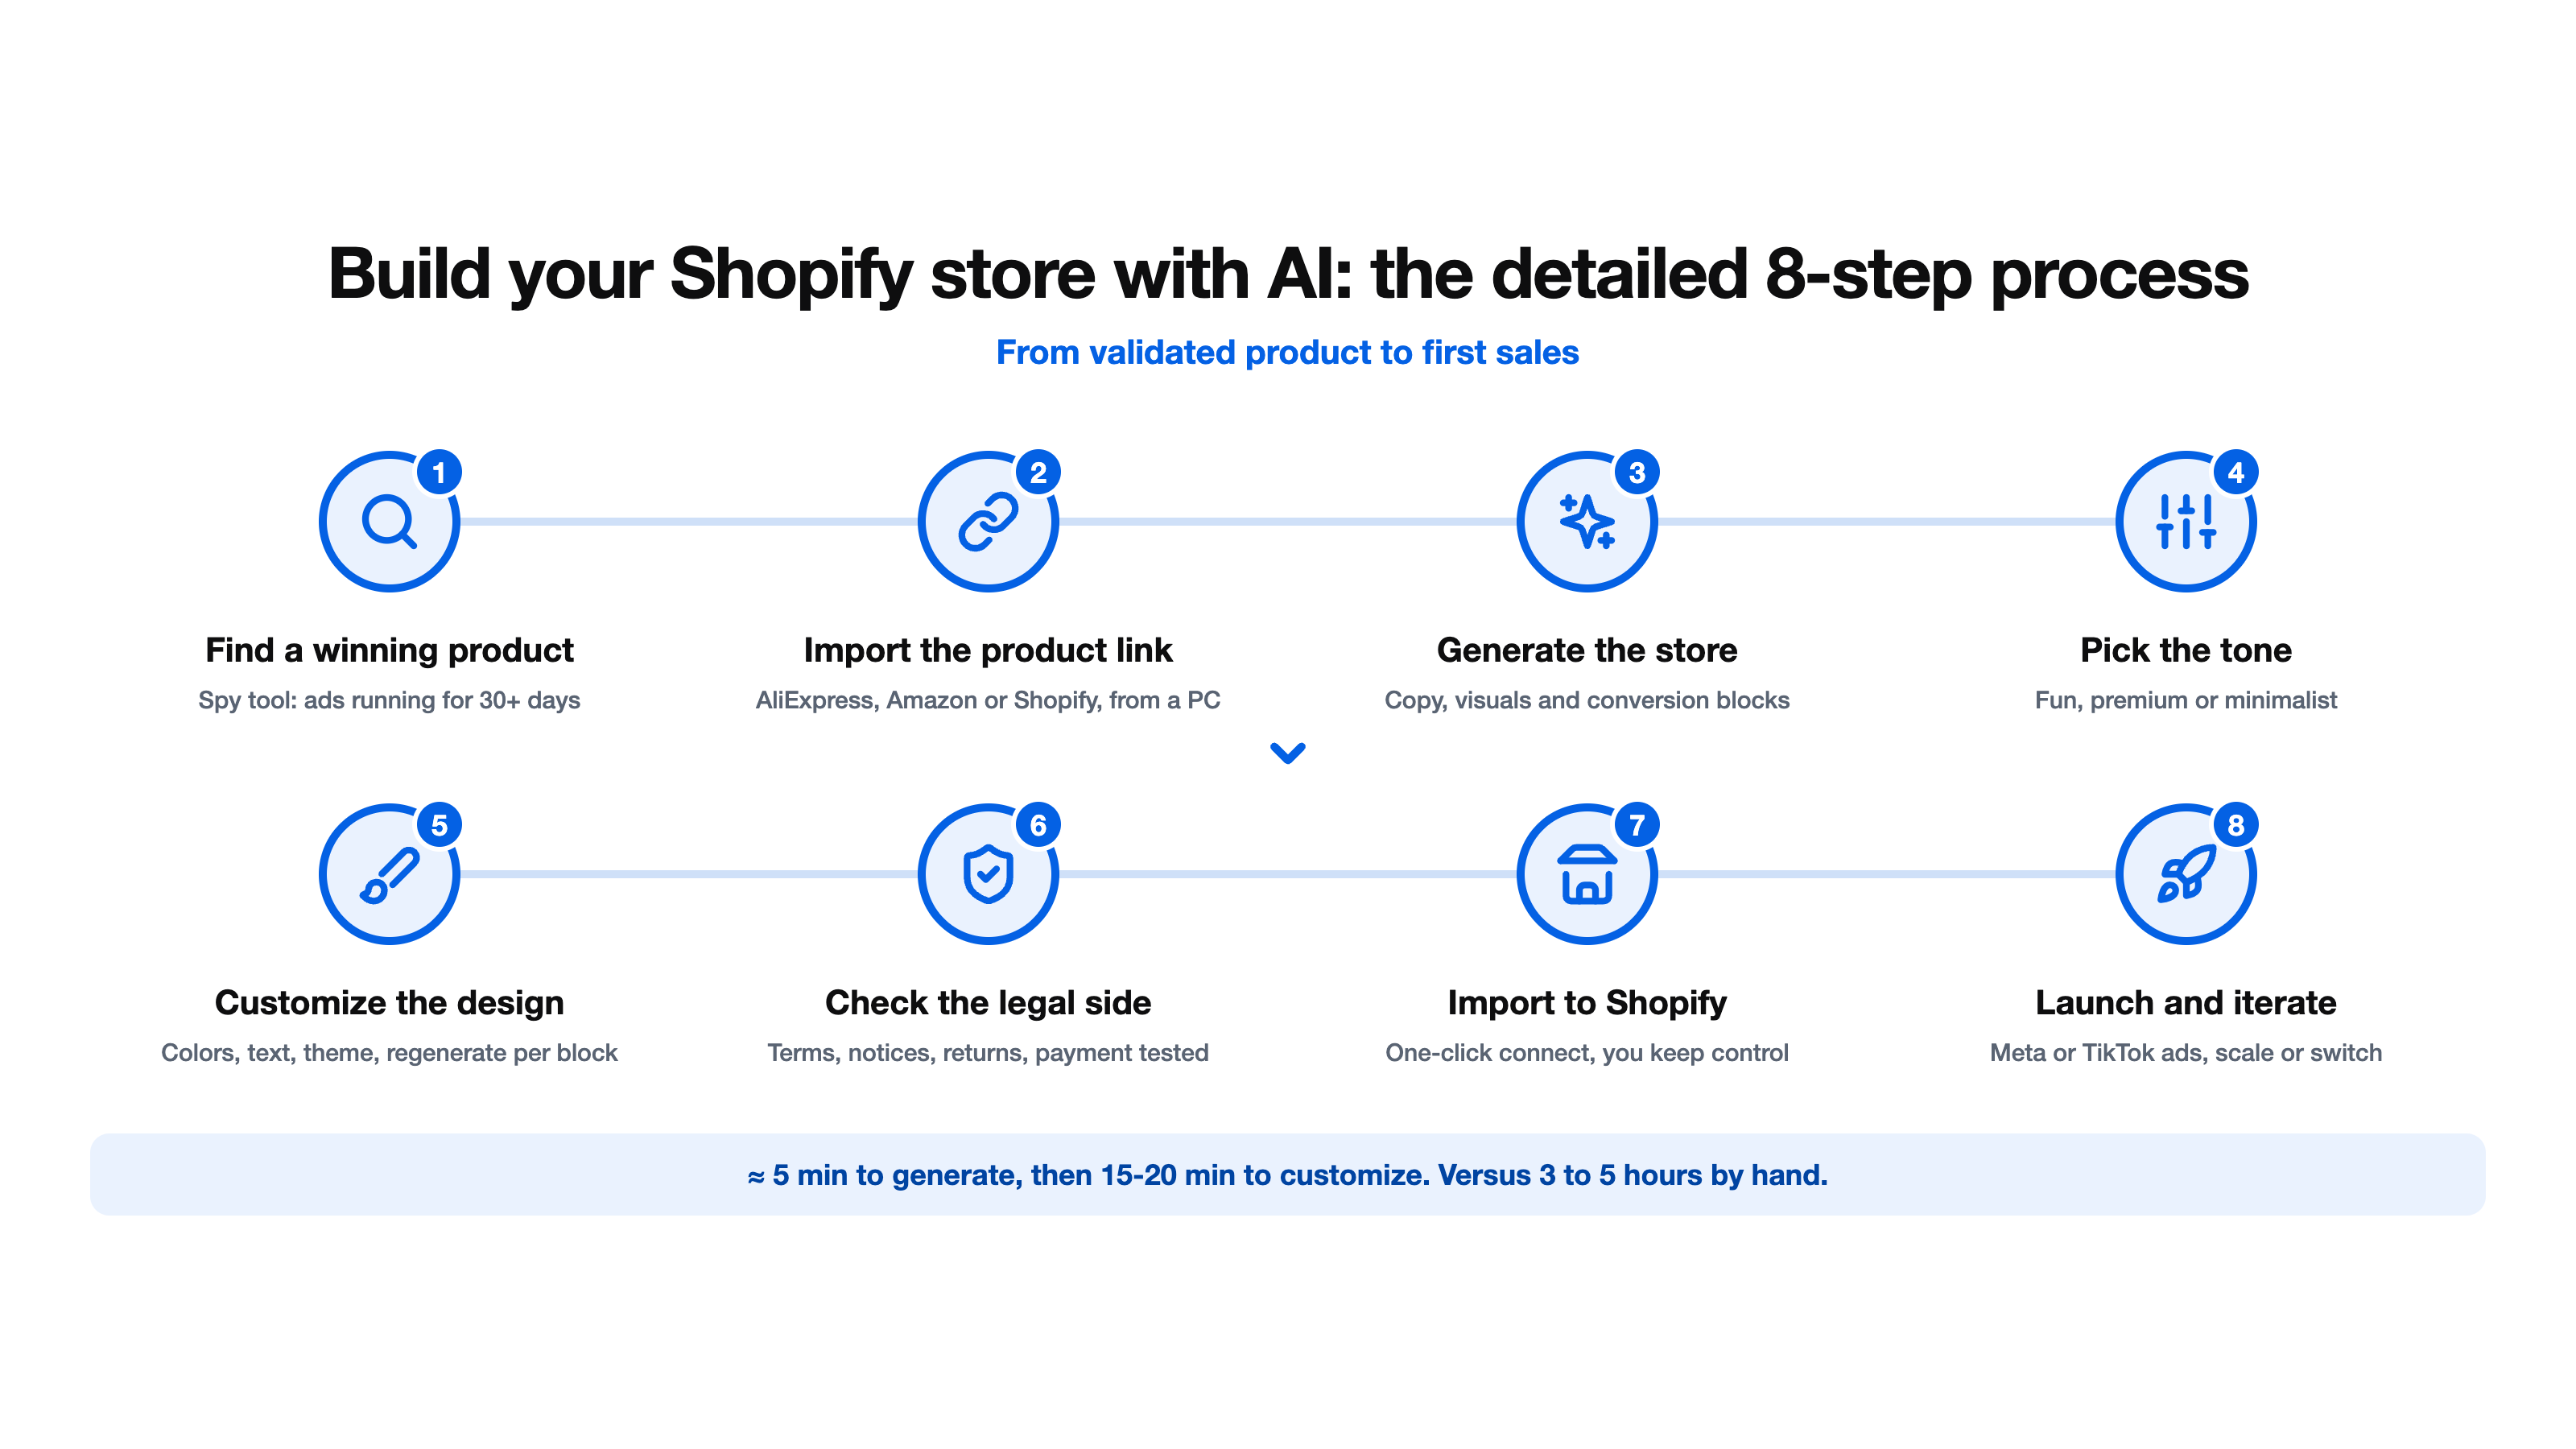 Build your Shopify store with AI: the detailed 8-step process
From validated product to first sales
1
2
3
4
Find a winning product
Spy tool: ads running for 30+ days
Import the product link
AliExpress, Amazon or Shopify, from a PC
Generate the store
Copy, visuals and conversion blocks
Pick the tone
Fun, premium or minimalist
5
6
7
8
Customize the design
Colors, text, theme, regenerate per block
Check the legal side
Terms, notices, returns, payment tested
Import to Shopify
One-click connect, you keep control
Launch and iterate
Meta or TikTok ads, scale or switch
≈ 5 min to generate, then 15-20 min to customize. Versus 3 to 5 hours by hand.